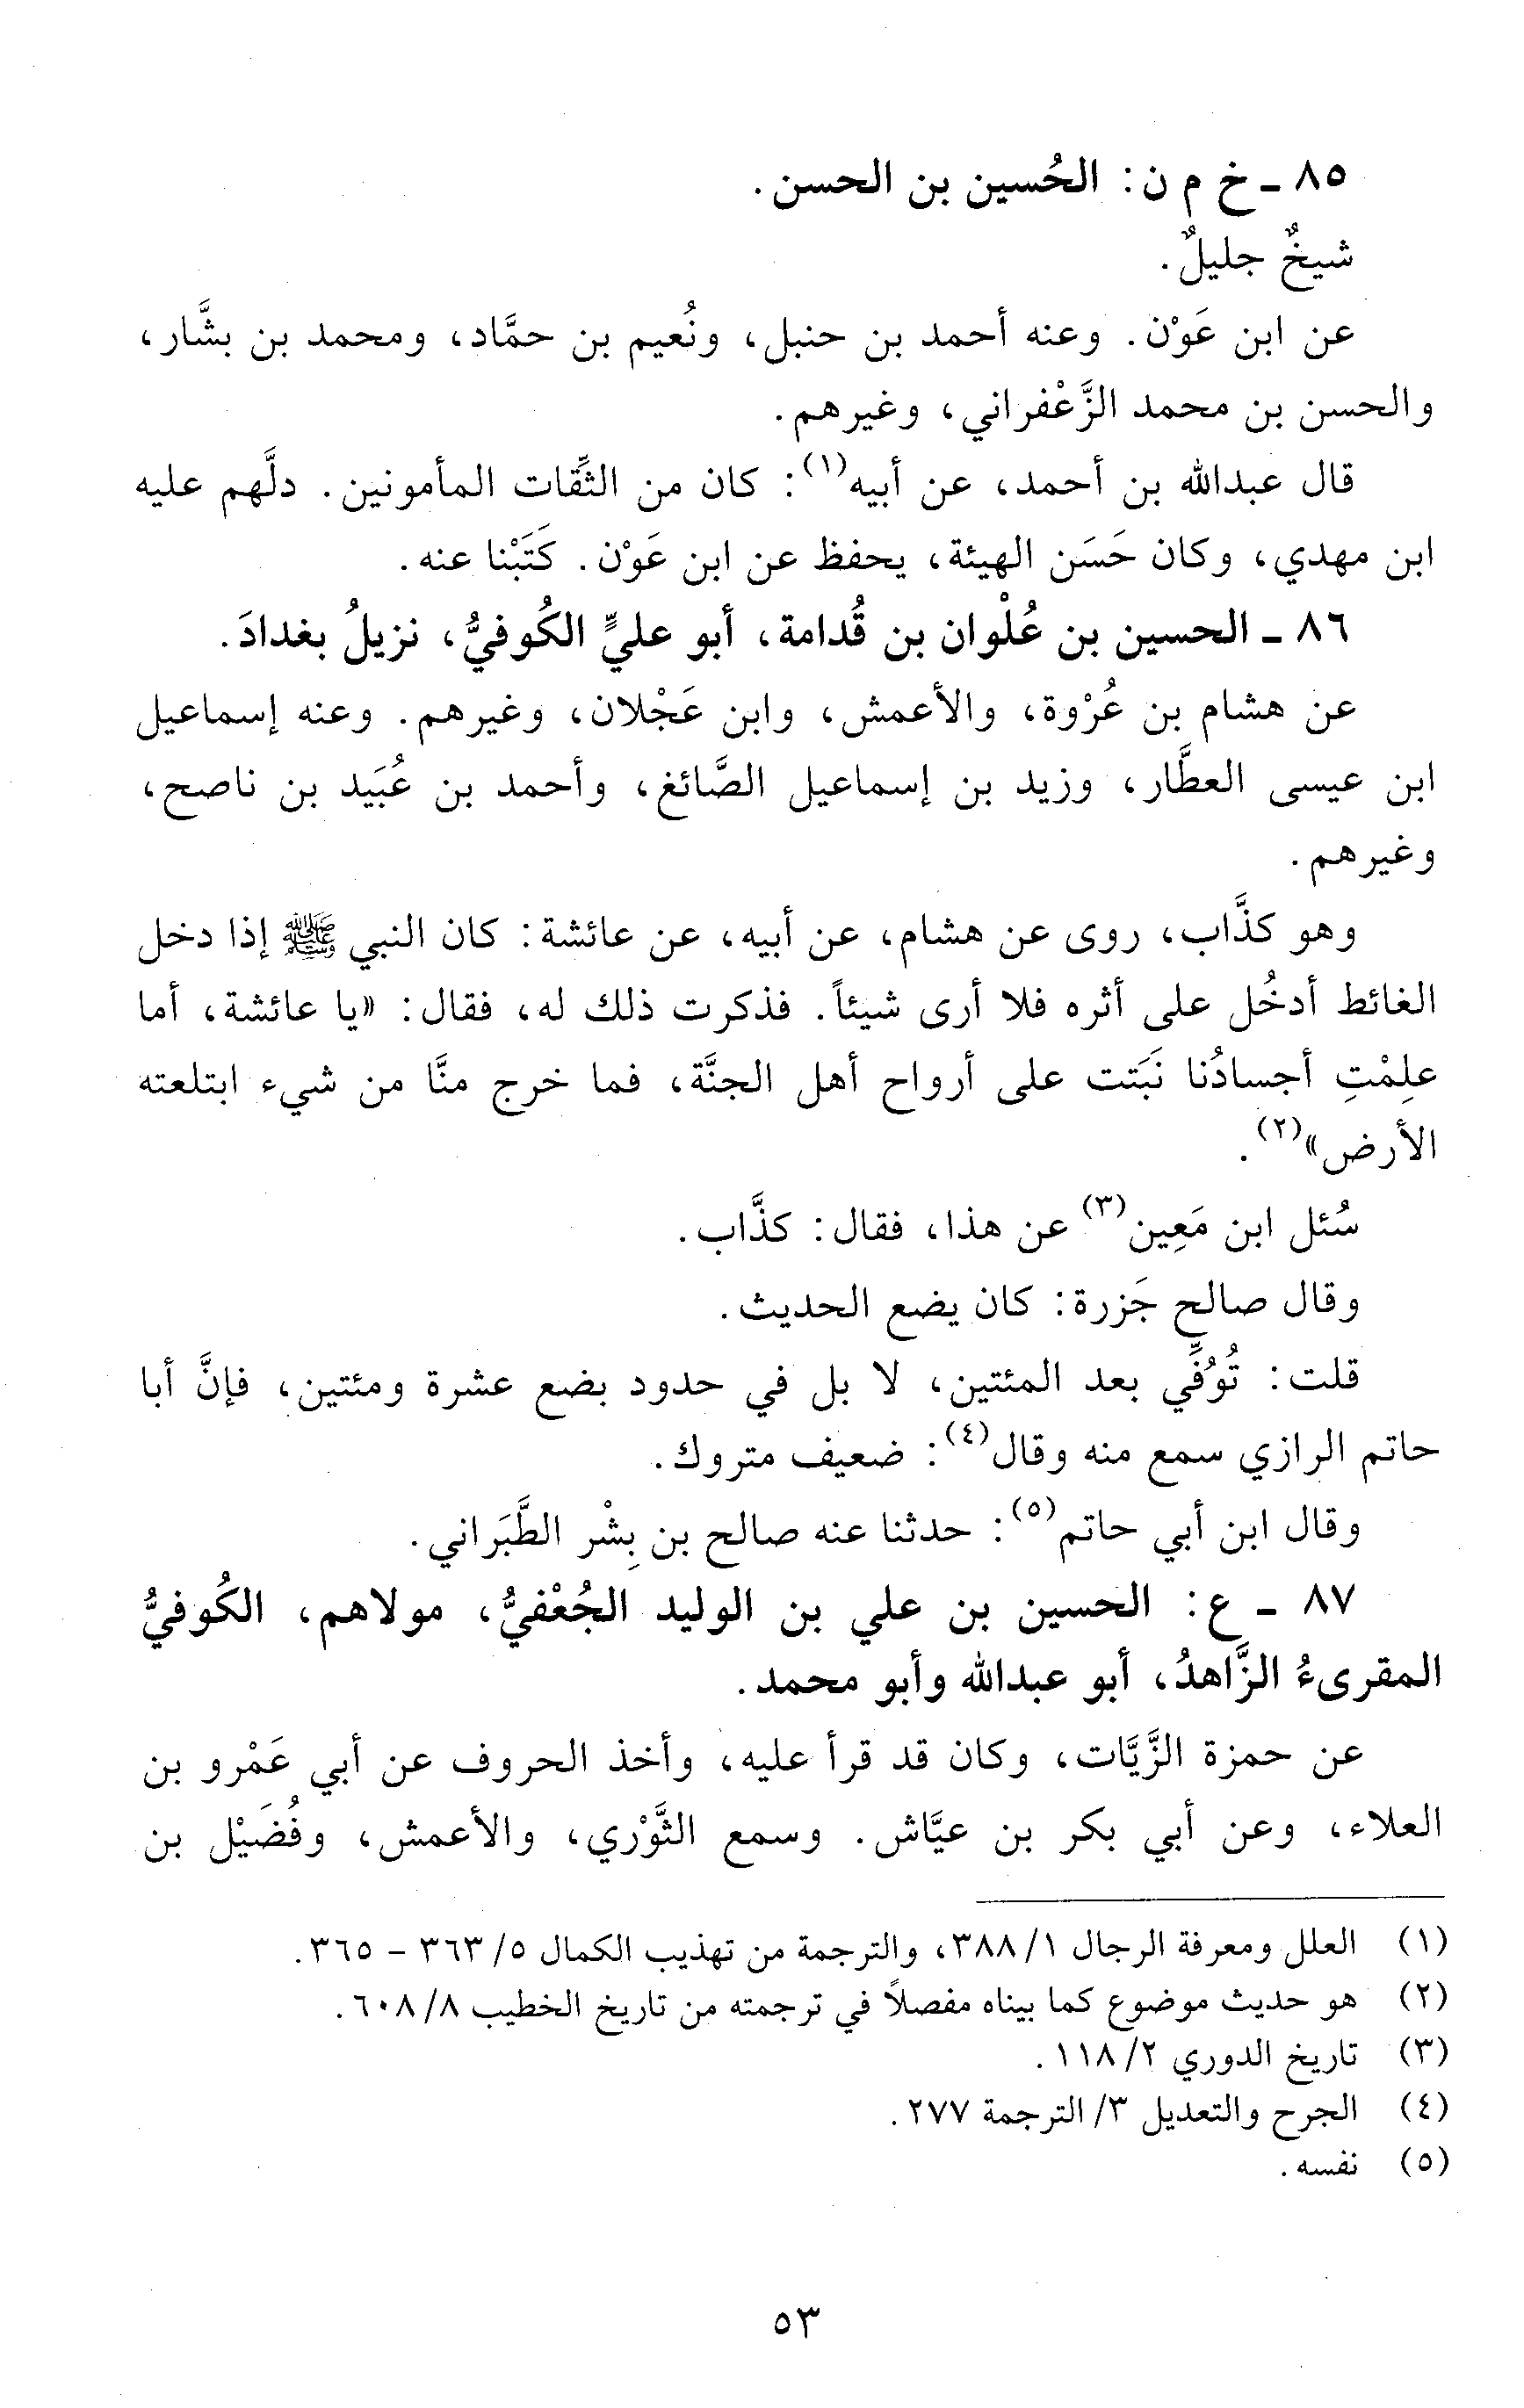 ٨٥ - خ م ن: الحُسين بن الحسن.
شيخٌ جليلٌ.
عن ابن عَوْن. وعنه أحمد بن حنبل، ونُعيم بن حمَّاد، ومحمد بن بشَّار،
والحسن بن محمد الزَّعْفراني، وغيرهم.
قال عبدالله بن أحمد، عن أبيه(١): كان من الثِّقات المأمونين. دلَّهم عليه
ابن مهدي، وكان حَسَن الهيئة، يحفظ عن ابن عَوْن. كَتَبْنا عنه.
٨٦ - الحسين بن عُلْوان بن قُدامة، أبو عليٍّ الكُوفيُّ، نزيلُ بغدادَ.
عن هشام بن عُرْوة، والأعمش، وابن عَجْلان، وغيرهم. وعنه إسماعيل
ابن عيسى العطَّار، وزيد بن إسماعيل الصَّائغ، وأحمد بن عُبَيد بن ناصح،
وغيرهم.
وهو كذَّاب، روى عن هشام، عن أبيه، عن عائشة: كان النبي ﷺ إذا دخل
الغائط أدخُل على أثره فلا أرى شيئاً. فذكرت ذلك له، فقال: «يا عائشة، أما
علِمْتِ أجسادُنا نَبَتت على أرواح أهل الجنَّة، فما خرج منَّا من شيء ابتلعته
الأرض»(٢).
سُئل ابن مَعِين(٣) عن هذا، فقال: كذَّاب.
وقال صالح جَزرة: كان يضع الحديث.
قلت: تُوُفِّي بعد المئتين، لا بل في حدود بضع عشرة ومئتين، فإنَّ أبا
حاتم الرازي سمع منه وقال(٤): ضعيف متروك.
وقال ابن أبي حاتم(٥): حدثنا عنه صالح بن بِشْر الطَّبَراني.
٨٧ - ع: الحسين بن علي بن الوليد الجُعْفيُّ، مولاهم، الكُوفيُّ
المقرىءُ الزَّاهدُ، أبو عبدالله وأبو محمد.
عن حمزة الزَّيَّات، وكان قد قرأ عليه، وأخذ الحروف عن أبي عَمْرو بن
العلاء، وعن أبي بكر بن عيَّاش. وسمع الثَّوْري، والأعمش، وفُضَيْل بن
(١) العلل ومعرفة الرجال ١/ ٣٨٨، والترجمة من تهذيب الكمال ٥/ ٣٦٣ - ٣٦٥.
(٢) هو حديث موضوع كما بيناه مفصلاً في ترجمته من تاريخ الخطيب ٨/ ٦٠٨.
(٣) تاريخ الدوري ٢/ ١١٨.
(٤) الجرح والتعديل ٣/ الترجمة ٢٧٧.
(٥) نفسه.
٥٣